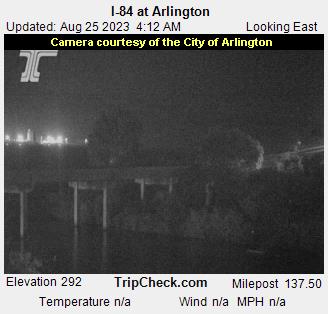 I-84 at Arlington
Updated: Aug 25 2023 4:12 AM Looking East
Camera courtesy of the City of Arlington
Elevation 292 TripCheck.com Milepost 137.50
Temperature n/a Wind n/a MPH n/a